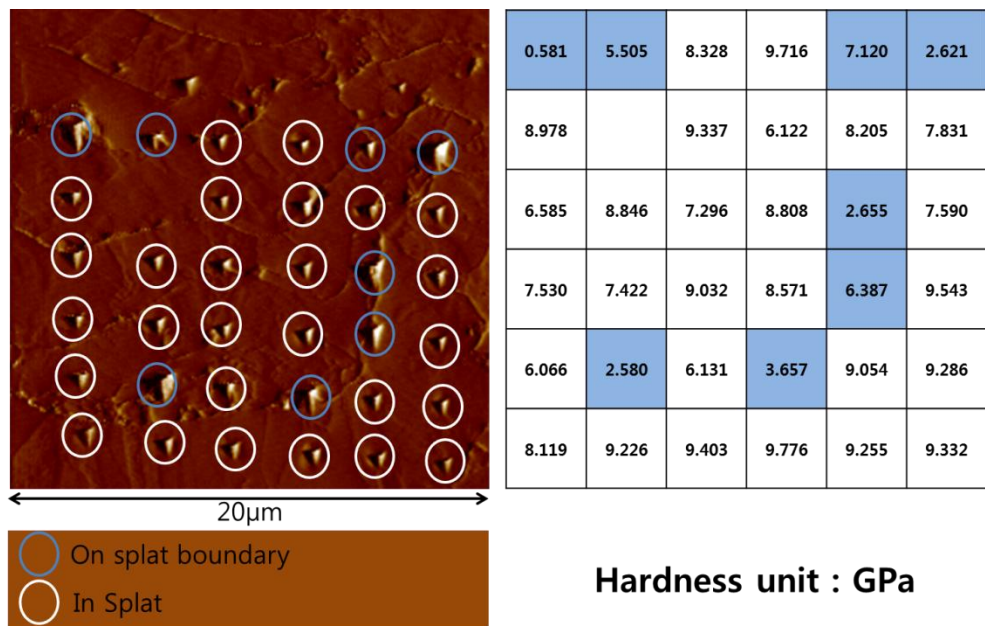 0.581 5.505 8.328 9.716 7.120 2.621
8.978 9.337 6.122 8.205 7.831
6.585 8.846 7.296 8.808 2.655 7.590
7.530 7.422 9.032 8.571 6.387 9.543
6.066 2.580 6.131 3.657 9.054 9.286
8.119 9.226 9.403 9.776 9.255 9.332
20μm
On splat boundary
In Splat
Hardness unit : GPa